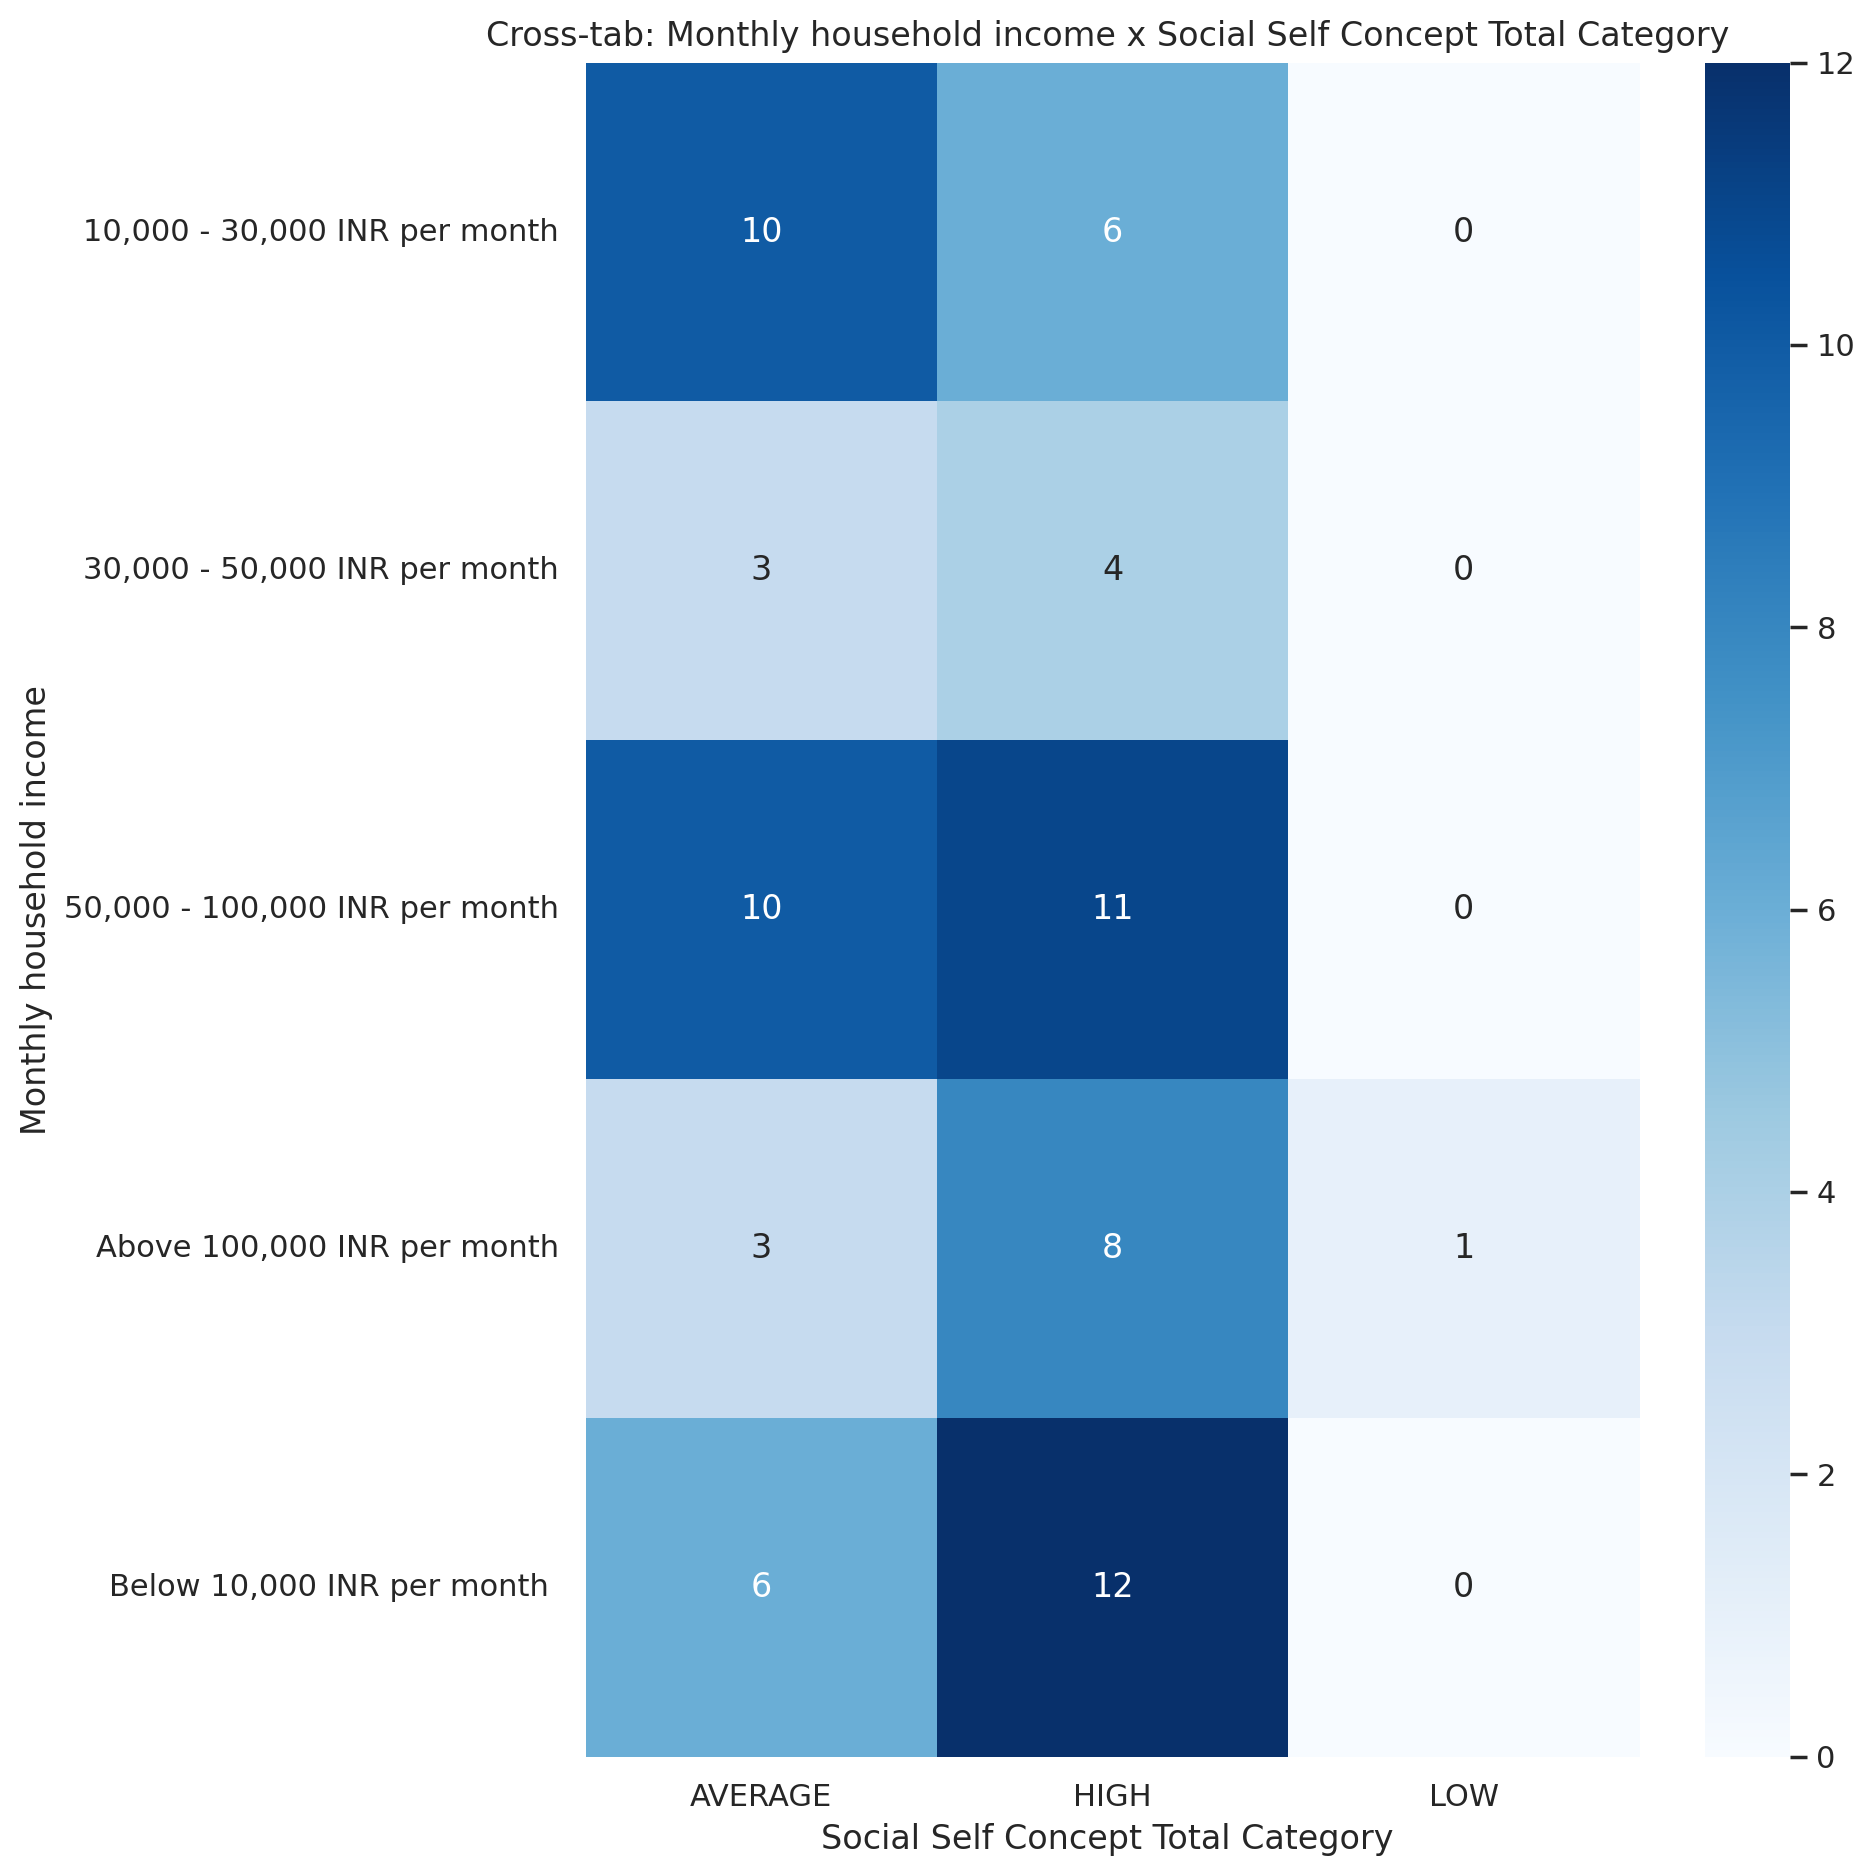 Cross-tab: Monthly household income x Social Self Concept Total Category
Monthly household income
10,000 - 30,000 INR per month
10 6 0
30,000 - 50,000 INR per month
3 4 0
50,000 - 100,000 INR per month
10 11 0
Above 100,000 INR per month
3 8 1
Below 10,000 INR per month
6 12 0
AVERAGE HIGH LOW
Social Self Concept Total Category
12
10
8
6
4
2
0